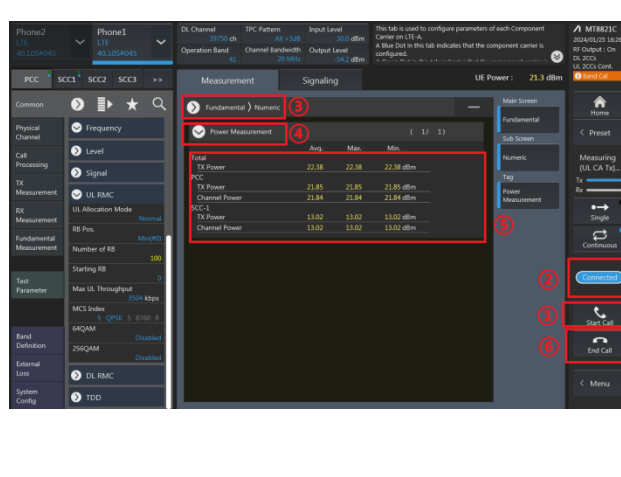 Phone2
LTE
40.105#045
Phone1
LTE
40.105#045
DL Channel
39750 ch
TPC Pattern
All +3dB
Input Level
30.0 dBm
Operation Band
41
Channel Bandwidth
20 MHz
Output Level
-54.2 dBm
This tab is used to configure parameters of each Component
Carrier on LTE-A.
A Blue Dot in this tab indicates that the component carrier is
configured.
MT8821C
2024/01/25 18:2
RF Output : On
DL 2CCs
UL 2CCs Cont.
Band Cal
PCC
SCC1
SCC2
SCC3
>>
Measurement
Signaling
UE Power :
21.3 dBm
Common
Physical
Channel
Call
Processing
TX
Measurement
RX
Measurement
Fundamental
Measurement
Test
Parameter
Band
Definition
External
Loss
System
Config
Frequency
Level
Signal
UL RMC
UL Allocation Mode
Normal
RB Pos.
Min(#0)
Number of RB
100
Starting RB
0
Max UL Throughput
3504 kbps
MCS Index
5 QPSK 5 8760 8
64QAM
Disabled
256QAM
Disabled
DL RMC
TDD
Fundamental
Numeric
③
Power Measurement
④
( 1/ 1)
Avg. Max. Min.
Total
TX Power 22.38 22.38 22.38 dBm
PCC
TX Power 21.85 21.85 21.85 dBm
Channel Power 21.84 21.84 21.84 dBm
SCC-1
TX Power 13.02 13.02 13.02 dBm
Channel Power 13.02 13.02 13.02 dBm
⑤
Main Screen
Fundamental
Sub Screen
Numeric
Tag
Power
Measurement
Home
Preset
Measuring
(UL CA Tx)...
Tx
Rx
Single
Continuous
② Connected
① Start Call
⑥ End Call
Menu